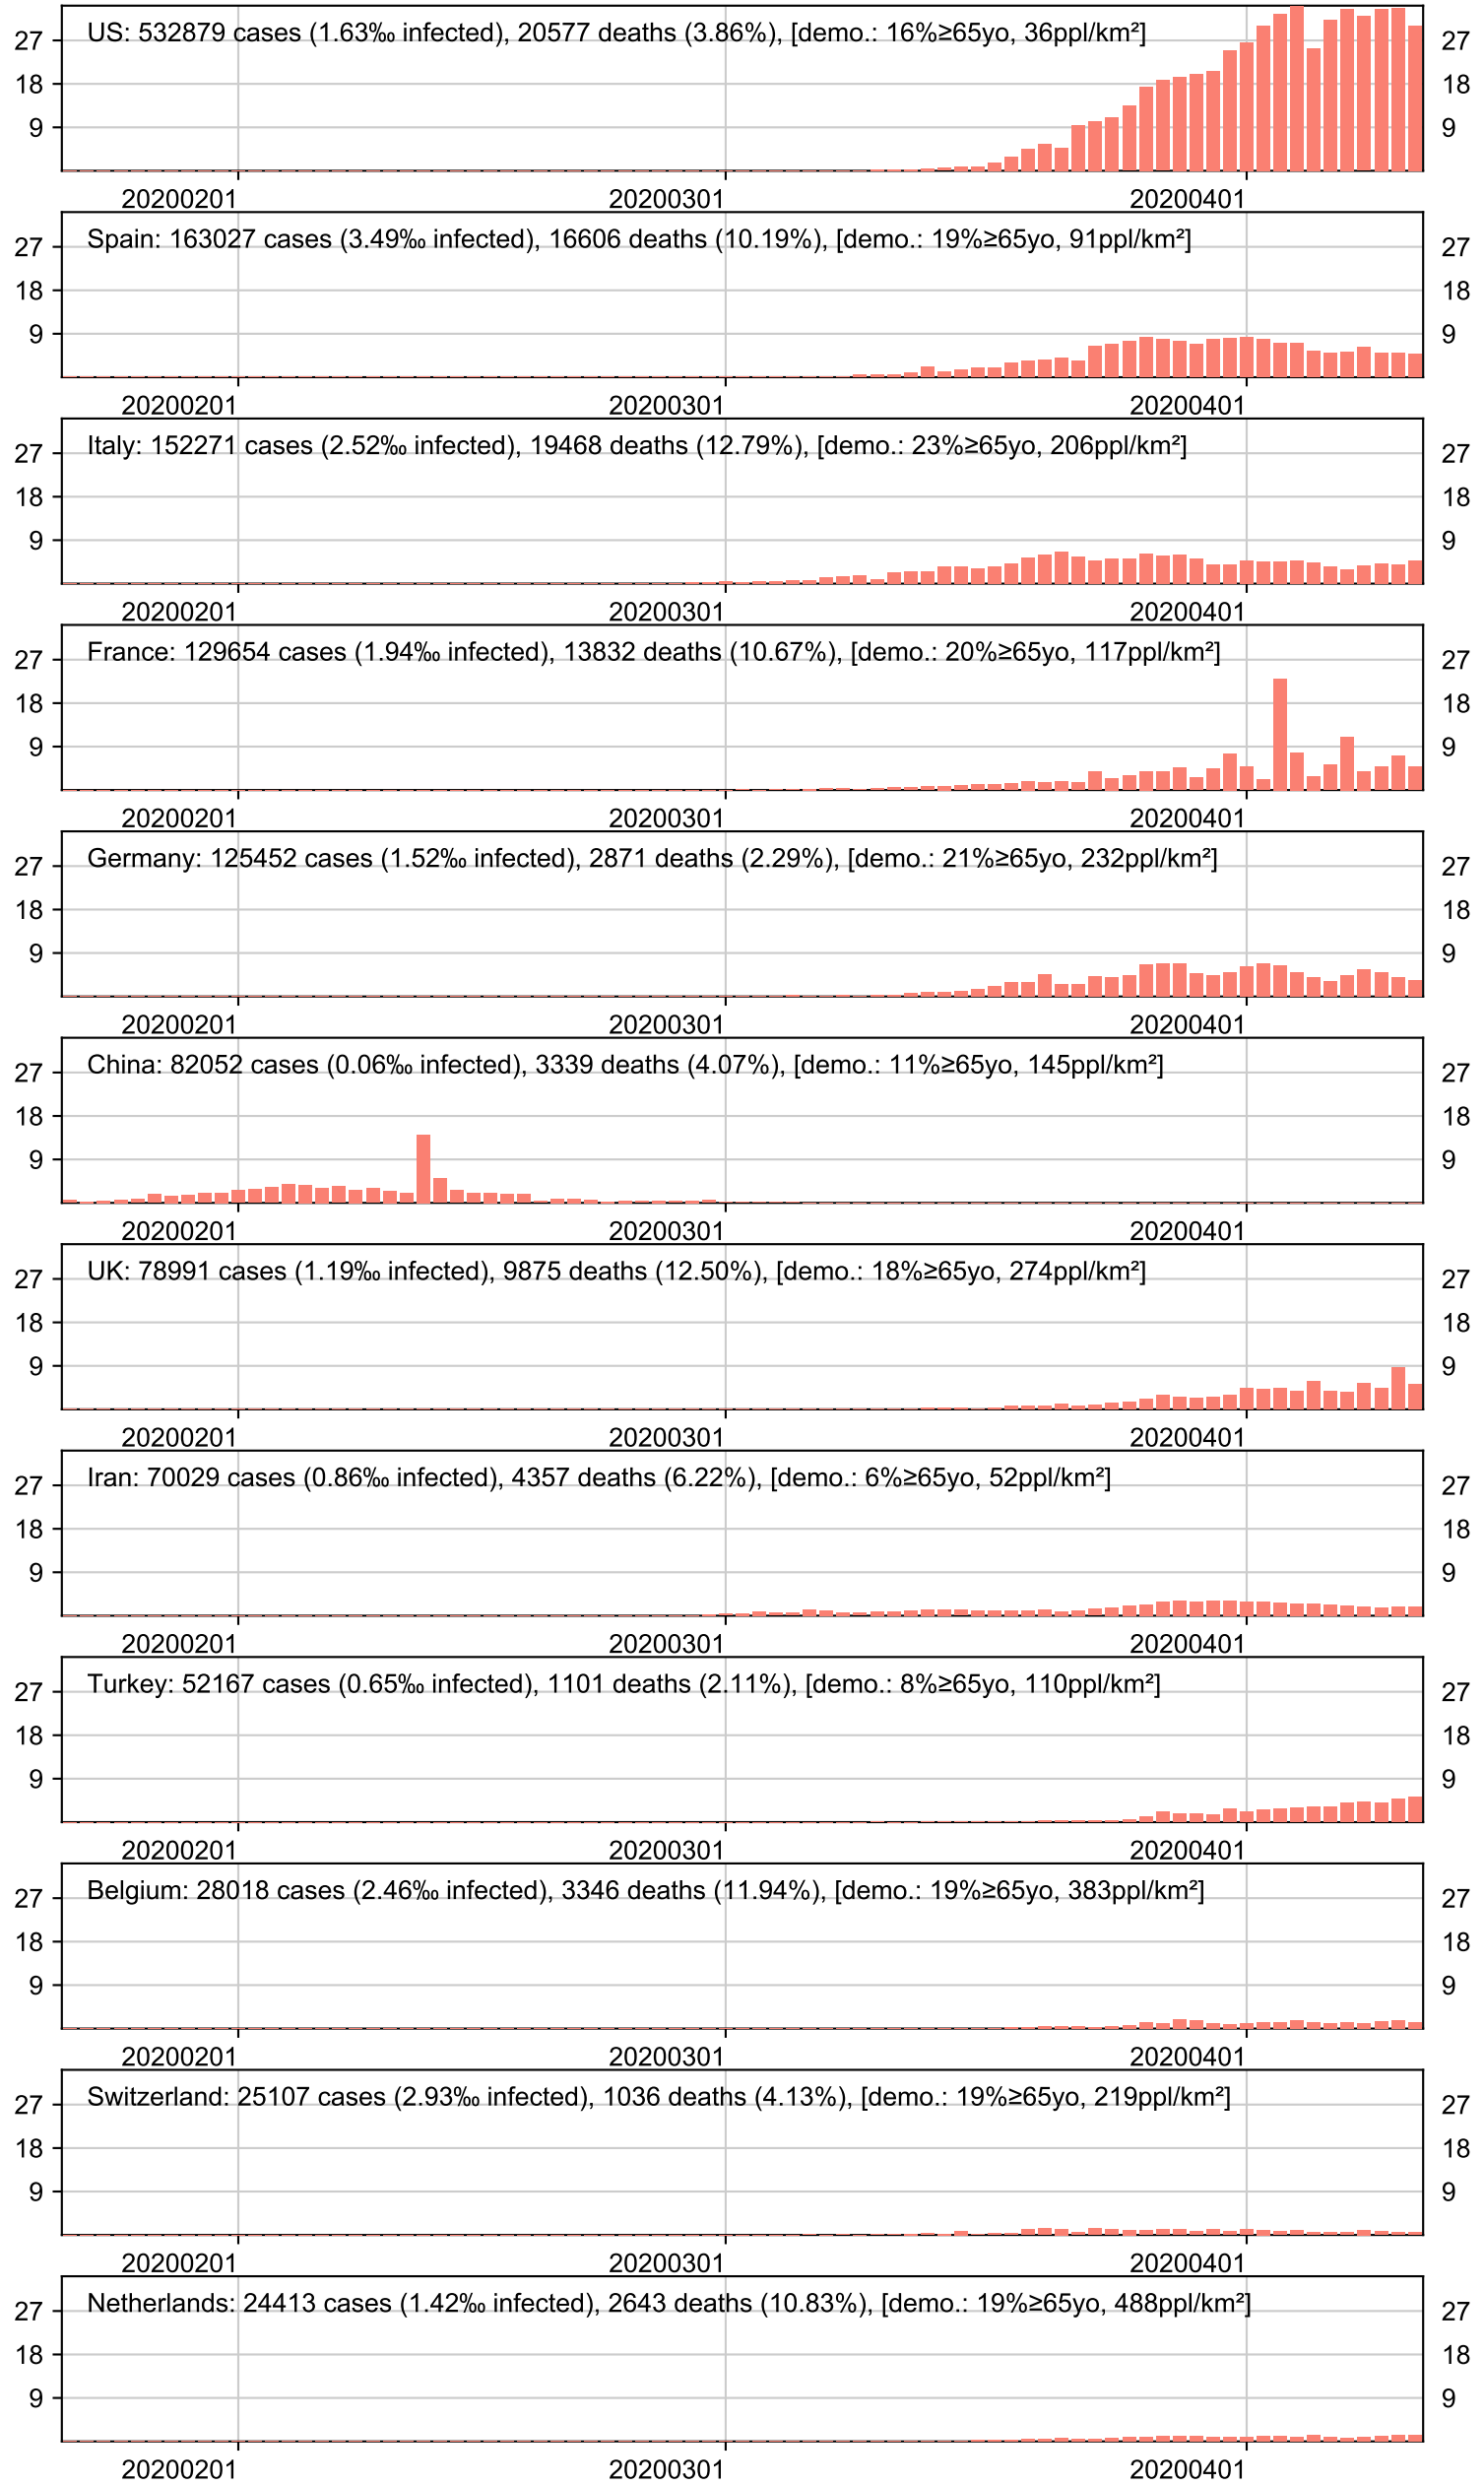 US: 532879 cases (1.63‰ infected), 20577 deaths (3.86%), [demo.: 16%≥65yo, 36ppl/km²]
27 27
18 18
9 9
20200201 20200301 20200401
Spain: 163027 cases (3.49‰ infected), 16606 deaths (10.19%), [demo.: 19%≥65yo, 91ppl/km²]
27 27
18 18
9 9
20200201 20200301 20200401
Italy: 152271 cases (2.52‰ infected), 19468 deaths (12.79%), [demo.: 23%≥65yo, 206ppl/km²]
27 27
18 18
9 9
20200201 20200301 20200401
France: 129654 cases (1.94‰ infected), 13832 deaths (10.67%), [demo.: 20%≥65yo, 117ppl/km²]
27 27
18 18
9 9
20200201 20200301 20200401
Germany: 125452 cases (1.52‰ infected), 2871 deaths (2.29%), [demo.: 21%≥65yo, 232ppl/km²]
27 27
18 18
9 9
20200201 20200301 20200401
China: 82052 cases (0.06‰ infected), 3339 deaths (4.07%), [demo.: 11%≥65yo, 145ppl/km²]
27 27
18 18
9 9
20200201 20200301 20200401
UK: 78991 cases (1.19‰ infected), 9875 deaths (12.50%), [demo.: 18%≥65yo, 274ppl/km²]
27 27
18 18
9 9
20200201 20200301 20200401
Iran: 70029 cases (0.86‰ infected), 4357 deaths (6.22%), [demo.: 6%≥65yo, 52ppl/km²]
27 27
18 18
9 9
20200201 20200301 20200401
Turkey: 52167 cases (0.65‰ infected), 1101 deaths (2.11%), [demo.: 8%≥65yo, 110ppl/km²]
27 27
18 18
9 9
20200201 20200301 20200401
Belgium: 28018 cases (2.46‰ infected), 3346 deaths (11.94%), [demo.: 19%≥65yo, 383ppl/km²]
27 27
18 18
9 9
20200201 20200301 20200401
Switzerland: 25107 cases (2.93‰ infected), 1036 deaths (4.13%), [demo.: 19%≥65yo, 219ppl/km²]
27 27
18 18
9 9
20200201 20200301 20200401
Netherlands: 24413 cases (1.42‰ infected), 2643 deaths (10.83%), [demo.: 19%≥65yo, 488ppl/km²]
27 27
18 18
9 9
20200201 20200301 20200401